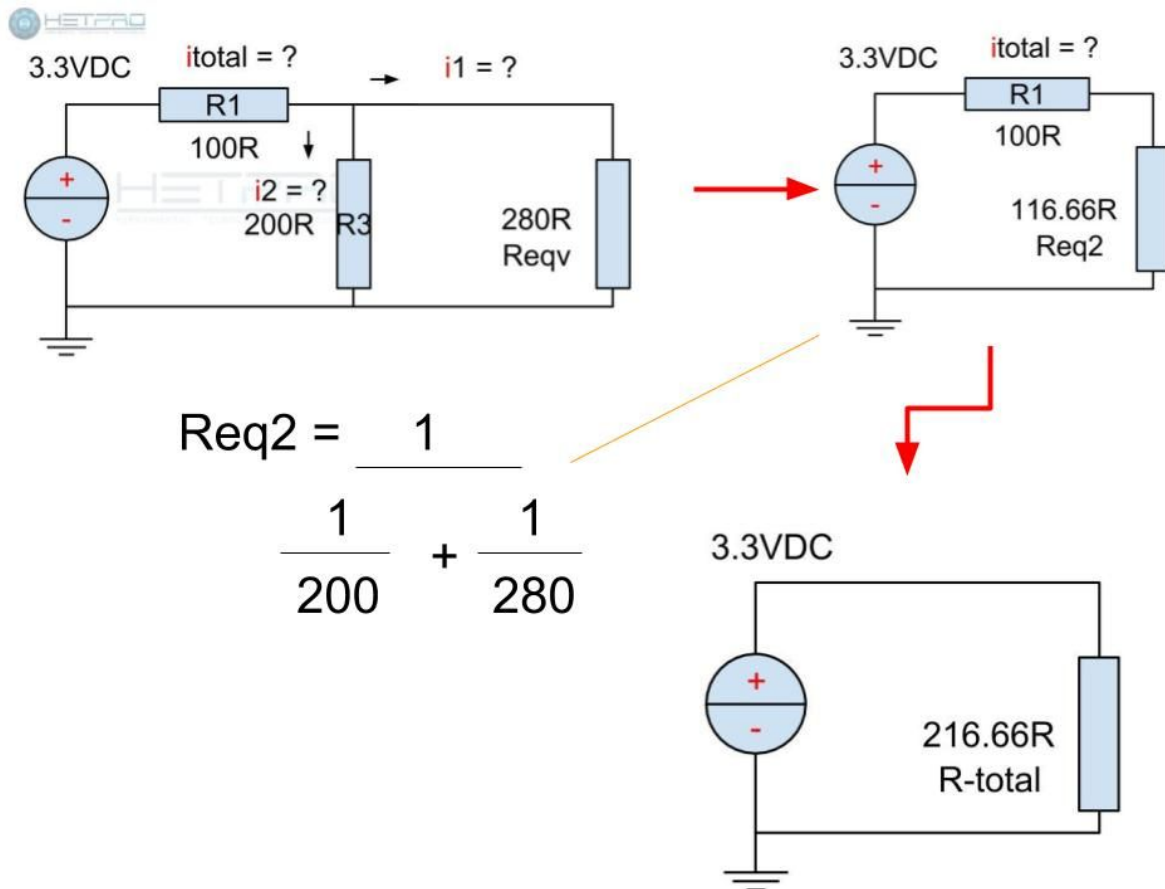 HETPRO
3.3VDC
itotal = ?
i1 = ?
R1
100R
i2 = ?
200R
R3
280R
Reqv
+
-
HETPRO
3.3VDC
itotal = ?
R1
100R
+
-
116.66R
Req2
Req2 = 1
1 1
+
200 280
3.3VDC
+
-
216.66R
R-total